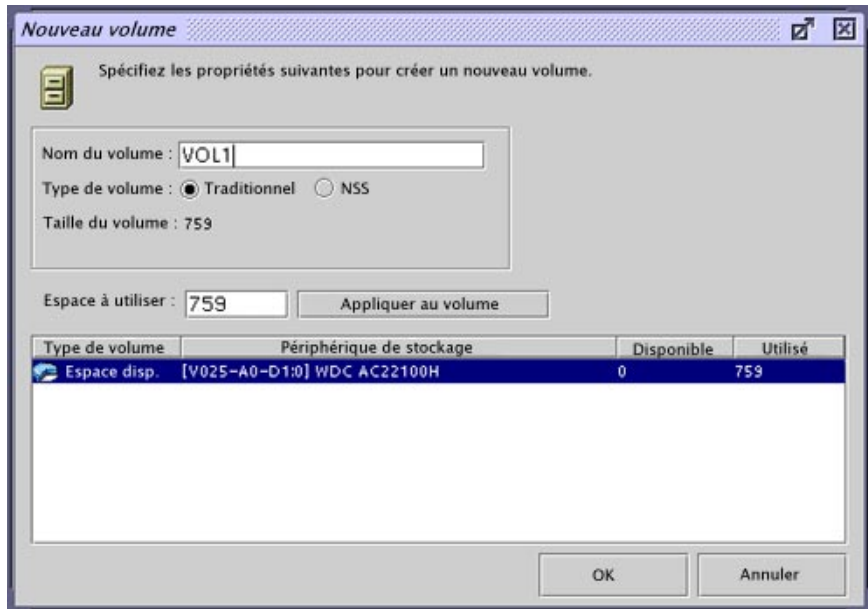 Nouveau volume
Spécifiez les propriétés suivantes pour créer un nouveau volume.
Nom du volume : VOL1
Type de volume : Traditionnel NSS
Taille du volume : 759
Espace à utiliser : 759 Appliquer au volume
Type de volume Périphérique de stockage Disponible Utilisé
Espace disp. [V025-A0-D1:0] WDC AC22100H 0 759
OK Annuler